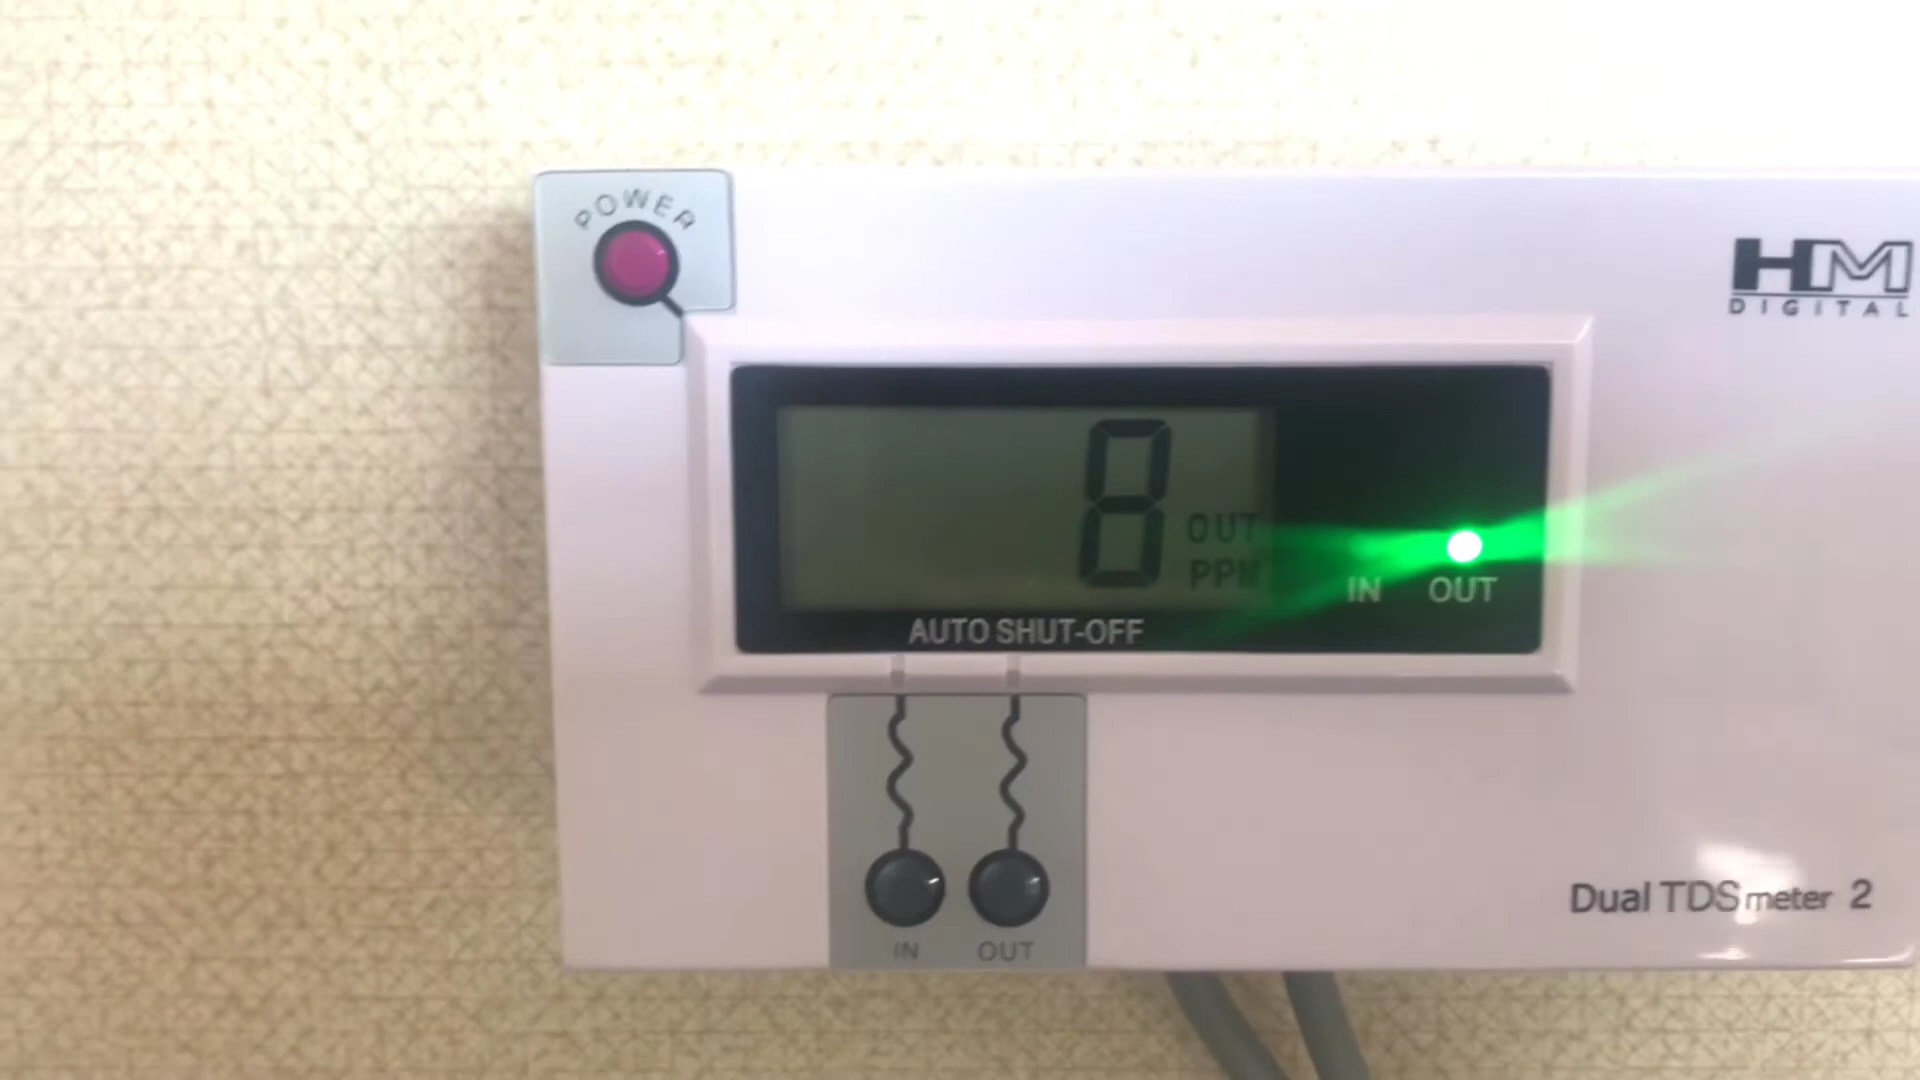 POWER
HM
DIGITAL
8
OUT
PPM
IN OUT
AUTO SHUT-OFF
IN OUT
Dual TDS meter 2